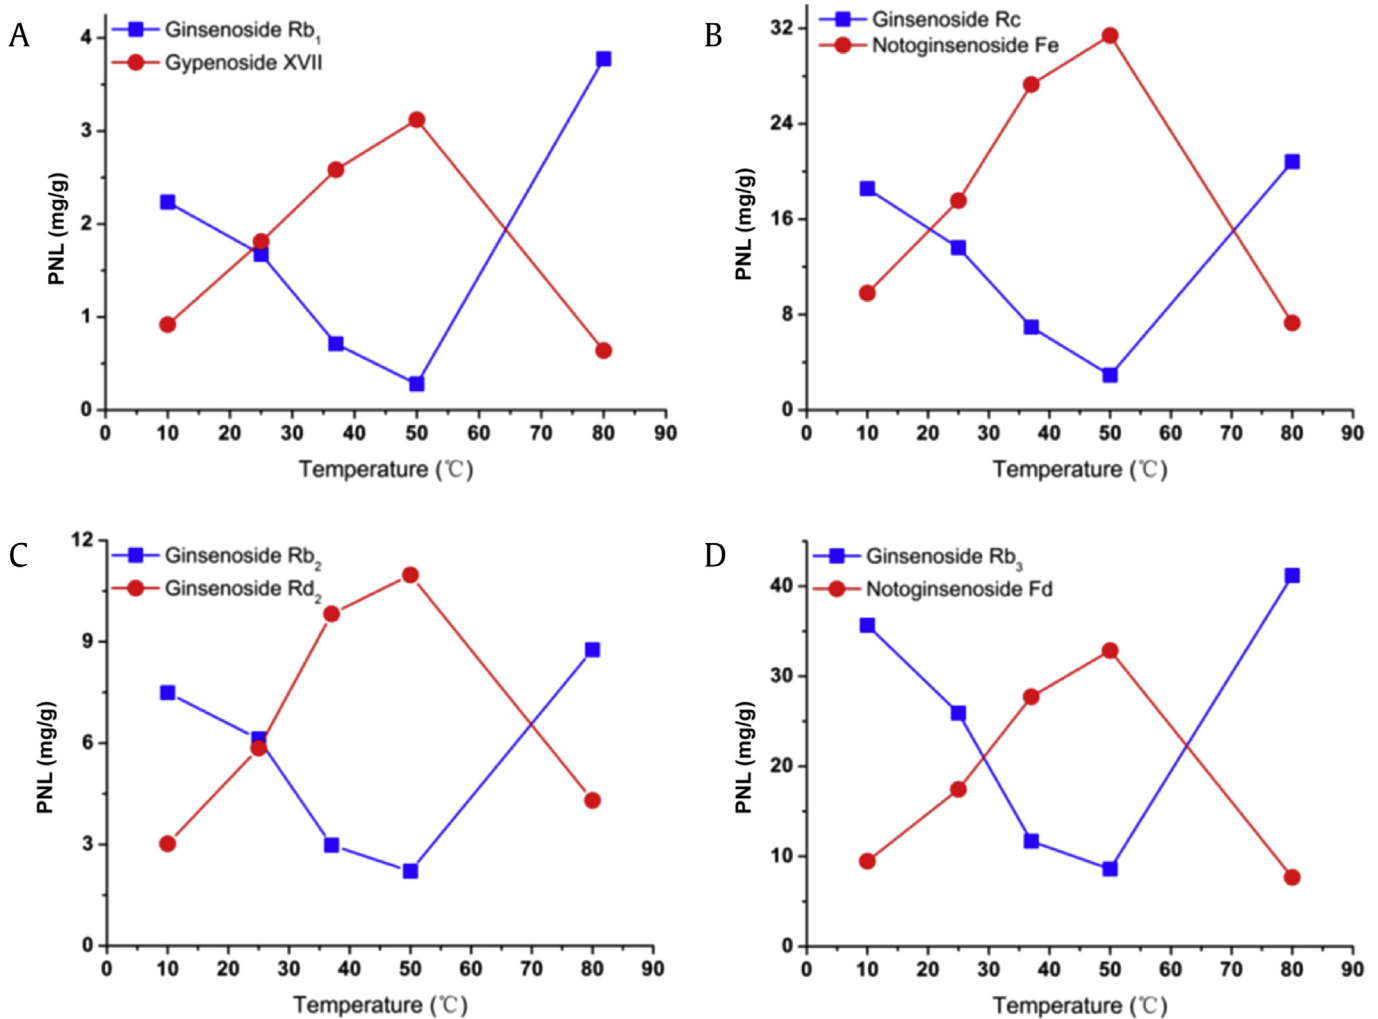 A
Ginsenoside Rb1
Gypenoside XVII
4
3
2
1
0
PNL (mg/g)
0 10 20 30 40 50 60 70 80 90
Temperature (℃)
B
Ginsenoside Rc
Notoginsenoside Fe
32
24
16
8
0
PNL (mg/g)
0 10 20 30 40 50 60 70 80 90
Temperature (℃)
C
Ginsenoside Rb2
Ginsenoside Rd2
12
9
6
3
0
PNL (mg/g)
0 10 20 30 40 50 60 70 80 90
Temperature (℃)
D
Ginsenoside Rb3
Notoginsenoside Fd
40
30
20
10
0
PNL (mg/g)
0 10 20 30 40 50 60 70 80 90
Temperature (℃)